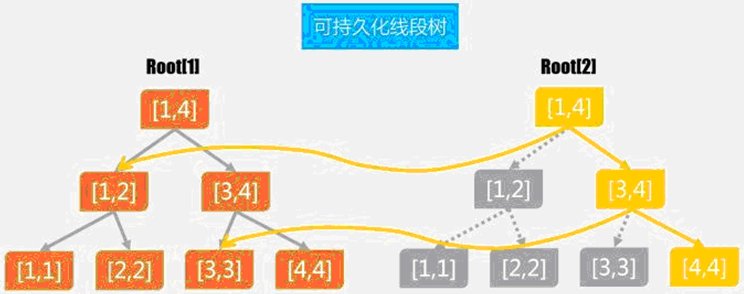 可持久化线段树
Root[1] Root[2]
[1,4] [1,4]
[1,2] [3,4] [1,2] [3,4]
[1,1] [2,2] [3,3] [4,4] [1,1] [2,2] [3,3] [4,4]